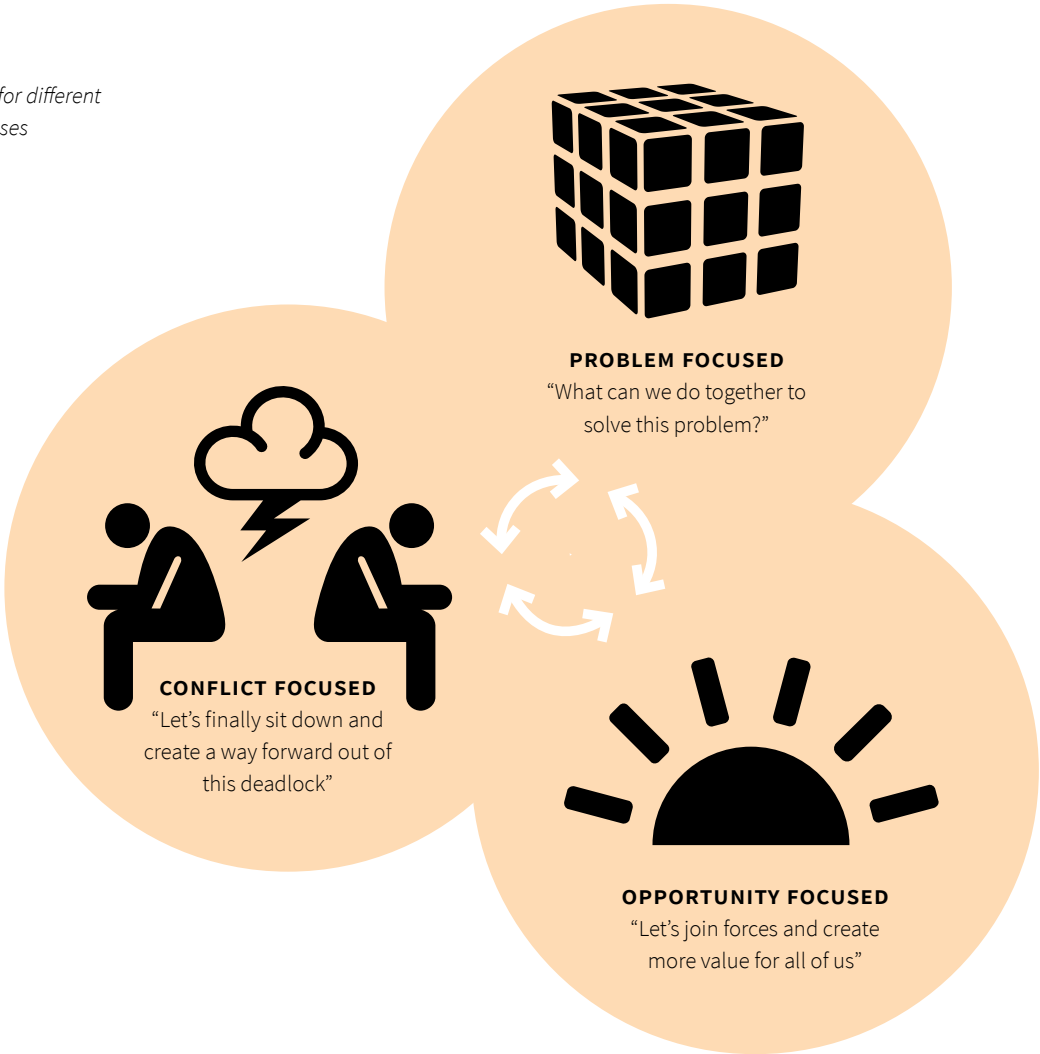 for different
ses
PROBLEM FOCUSED
“What can we do together to
solve this problem?”
CONFLICT FOCUSED
“Let’s finally sit down and
create a way forward out of
this deadlock”
OPPORTUNITY FOCUSED
“Let’s join forces and create
more value for all of us”